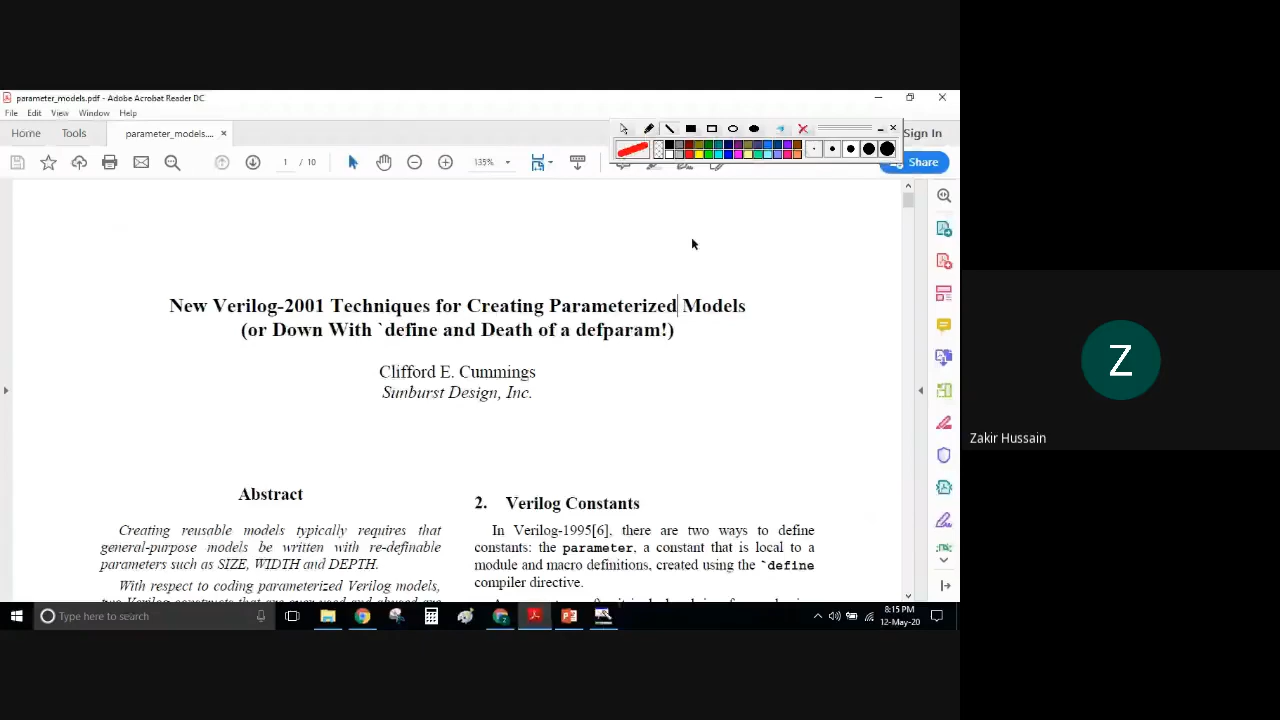 parameter_models.pdf - Adobe Acrobat Reader DC
File Edit View Window Help
Home Tools parameter_models.... × Sign In
1 / 10 135% Share
New Verilog-2001 Techniques for Creating Parameterized Models
(or Down With `define and Death of a defparam!)
Clifford E. Cummings
Sunburst Design, Inc.
Abstract
Creating reusable models typically requires that
general-purpose models be written with re-definable
parameters such as SIZE, WIDTH and DEPTH.
With respect to coding parameterized Verilog models,
2. Verilog Constants
In Verilog-1995[6], there are two ways to define
constants: the parameter, a constant that is local to a
module and macro definitions, created using the `define
compiler directive.
Z
Zakir Hussain
Type here to search
8:15 PM
12-May-20